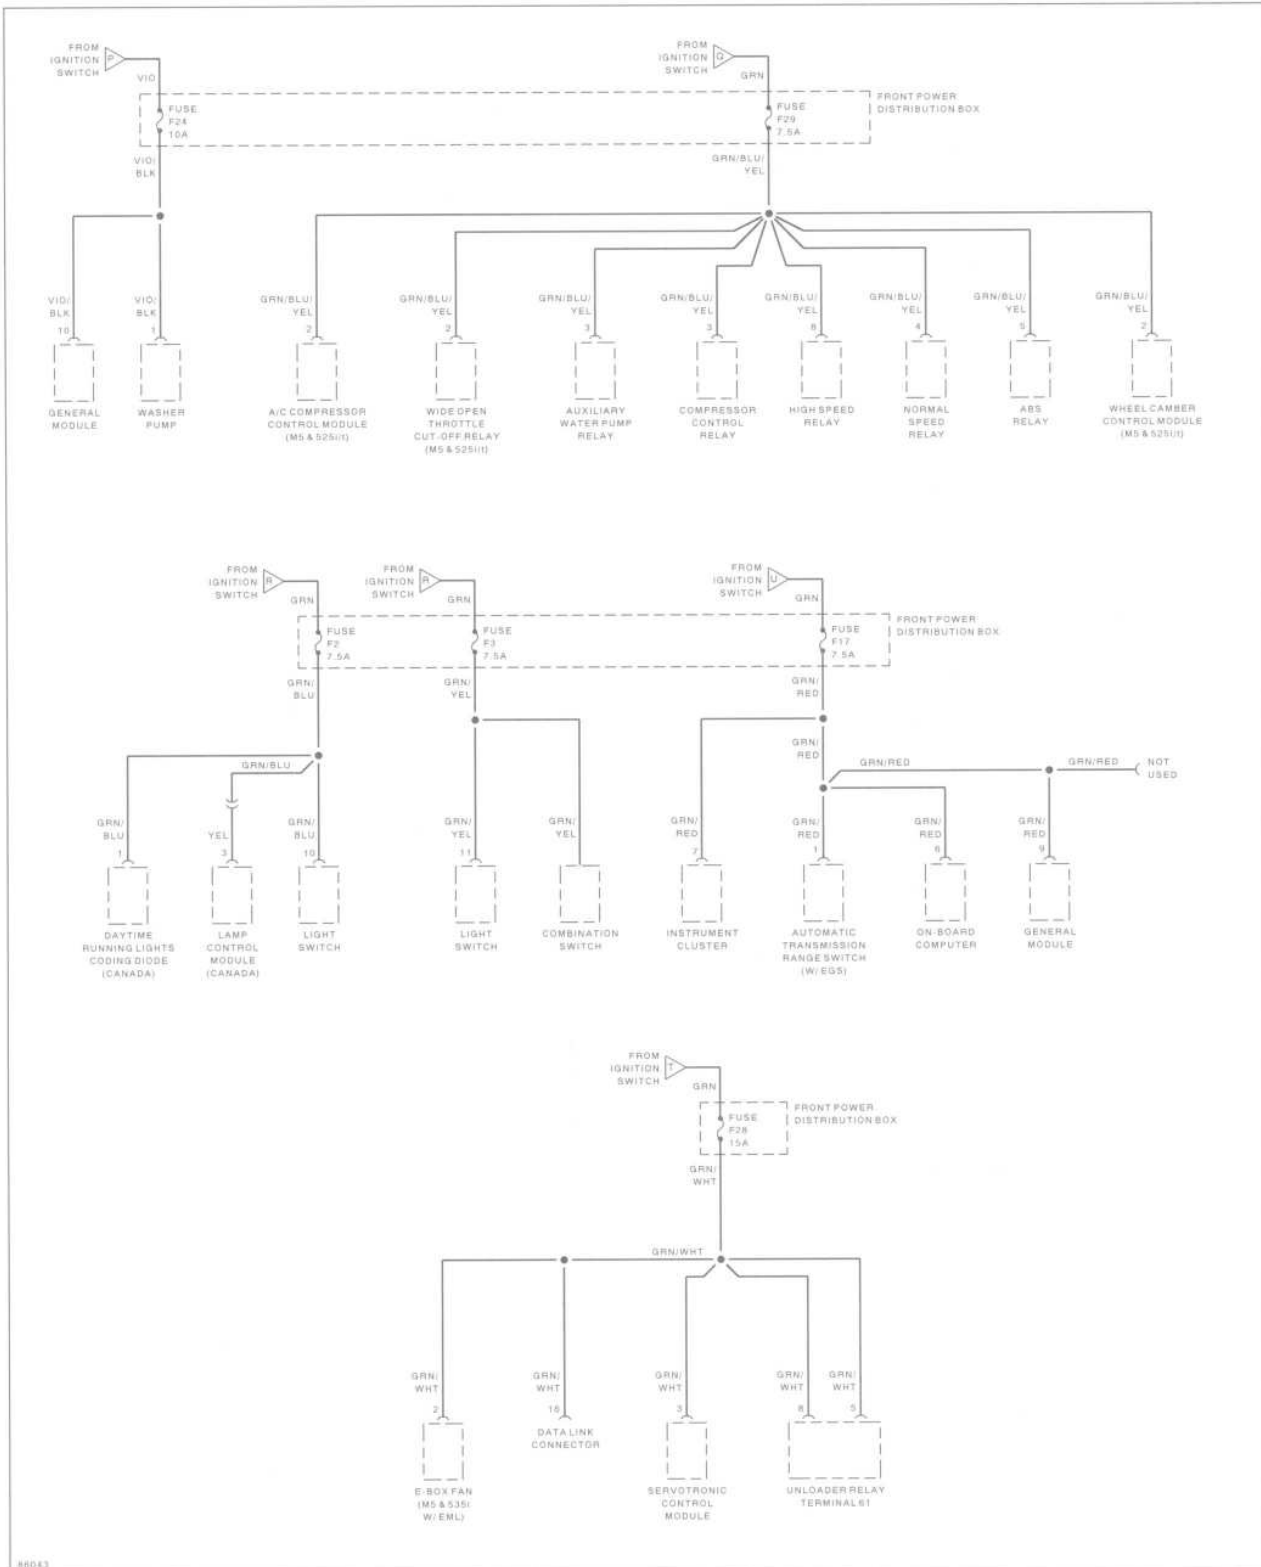 FROM
IGNITION
SWITCH
P
VIO
FROM
IGNITION
SWITCH
Q
GRN
FRONT POWER
DISTRIBUTION BOX
FUSE
F24
10A
FUSE
F29
7.5A
VIO/
BLK
GRN/BLU/
YEL
VIO/
BLK
10
VIO/
BLK
1
GRN/BLU/
YEL
2
GRN/BLU/
YEL
2
GRN/BLU/
YEL
3
GRN/BLU/
YEL
3
GRN/BLU/
YEL
8
GRN/BLU/
YEL
4
GRN/BLU/
YEL
5
GRN/BLU/
YEL
2
GENERAL
MODULE
WASHER
PUMP
A/C COMPRESSOR
CONTROL MODULE
(M5 & 525i/t)
WIDE OPEN
THROTTLE
CUT-OFF RELAY
(M5 & 525i/t)
AUXILIARY
WATER PUMP
RELAY
COMPRESSOR
CONTROL
RELAY
HIGH SPEED
RELAY
NORMAL
SPEED
RELAY
ABS
RELAY
WHEEL CAMBER
CONTROL MODULE
(M5 & 525i/t)
FROM
IGNITION
SWITCH
R
GRN
FROM
IGNITION
SWITCH
R
GRN
FROM
IGNITION
SWITCH
U
GRN
FRONT POWER
DISTRIBUTION BOX
FUSE
F2
7.5A
FUSE
F3
7.5A
FUSE
F17
7.5A
GRN/
BLU
GRN/
YEL
GRN/
RED
GRN/BLU
GRN/
RED
GRN/RED
GRN/RED
NOT
USED
GRN/
BLU
1
YEL
3
GRN/
BLU
10
GRN/
YEL
11
GRN/
YEL
GRN/
RED
7
GRN/
RED
1
GRN/
RED
6
GRN/
RED
9
DAYTIME
RUNNING LIGHTS
CODING DIODE
(CANADA)
LAMP
CONTROL
MODULE
(CANADA)
LIGHT
SWITCH
LIGHT
SWITCH
COMBINATION
SWITCH
INSTRUMENT
CLUSTER
AUTOMATIC
TRANSMISSION
RANGE SWITCH
(W/ EGS)
ON-BOARD
COMPUTER
GENERAL
MODULE
FROM
IGNITION
SWITCH
T
GRN
FRONT POWER
DISTRIBUTION BOX
FUSE
F28
15A
GRN/
WHT
GRN/WHT
GRN/
WHT
2
GRN/
WHT
16
GRN/
WHT
3
GRN/
WHT
8
GRN/
WHT
5
E-BOX FAN
(M5 & 535i
W/ EML)
DATA LINK
CONNECTOR
SERVOTRONIC
CONTROL
MODULE
UNLOADER RELAY
TERMINAL 61
86043